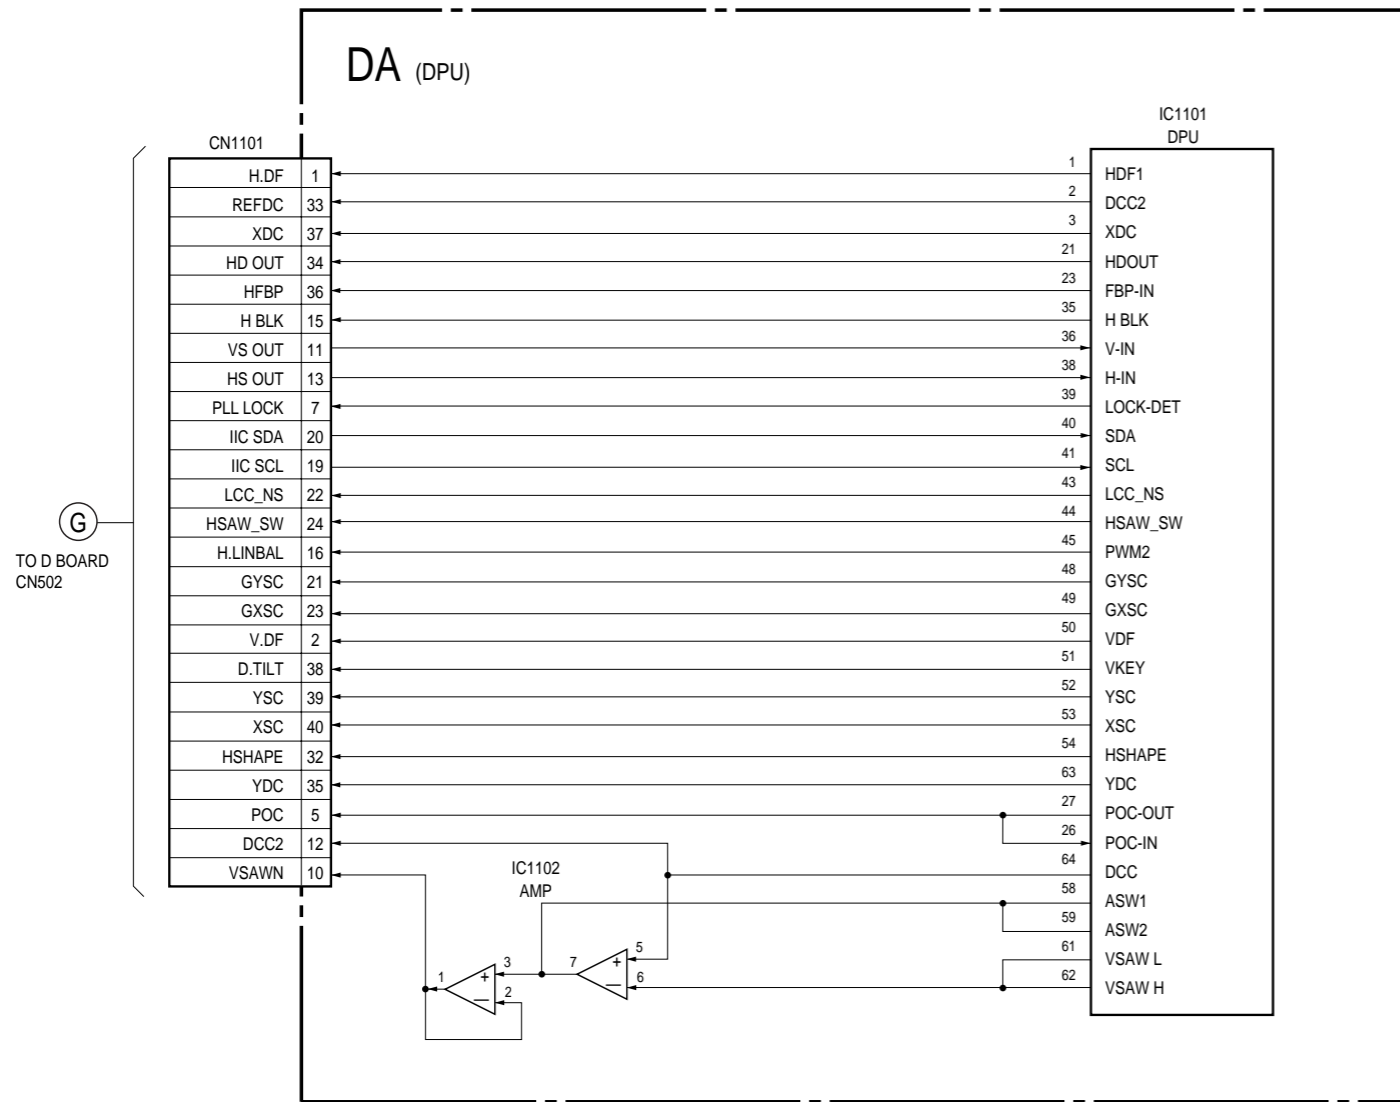 DA (DPU)
IC1101
DPU
CN1101
H.DF 1 1 HDF1
REFDC 33 2 DCC2
XDC 37 3 XDC
HD OUT 34 21 HDOUT
HFBP 36 23 FBP-IN
H BLK 15 35 H BLK
VS OUT 11 36 V-IN
HS OUT 13 38 H-IN
PLL LOCK 7 39 LOCK-DET
IIC SDA 20 40 SDA
IIC SCL 19 41 SCL
LCC_NS 22 43 LCC_NS
HSAW_SW 24 44 HSAW_SW
H.LINBAL 16 45 PWM2
GYSC 21 48 GYSC
GXSC 23 49 GXSC
V.DF 2 50 VDF
D.TILT 38 51 VKEY
YSC 39 52 YSC
XSC 40 53 XSC
HSHAPE 32 54 HSHAPE
YDC 35 63 YDC
POC 5 27 POC-OUT
DCC2 12 26 POC-IN
VSAWN 10 64 DCC
58 ASW1
59 ASW2
61 VSAW L
62 VSAW H
G
TO D BOARD
CN502
IC1102
AMP
1 + 3 7 + 5
— 2 — 6